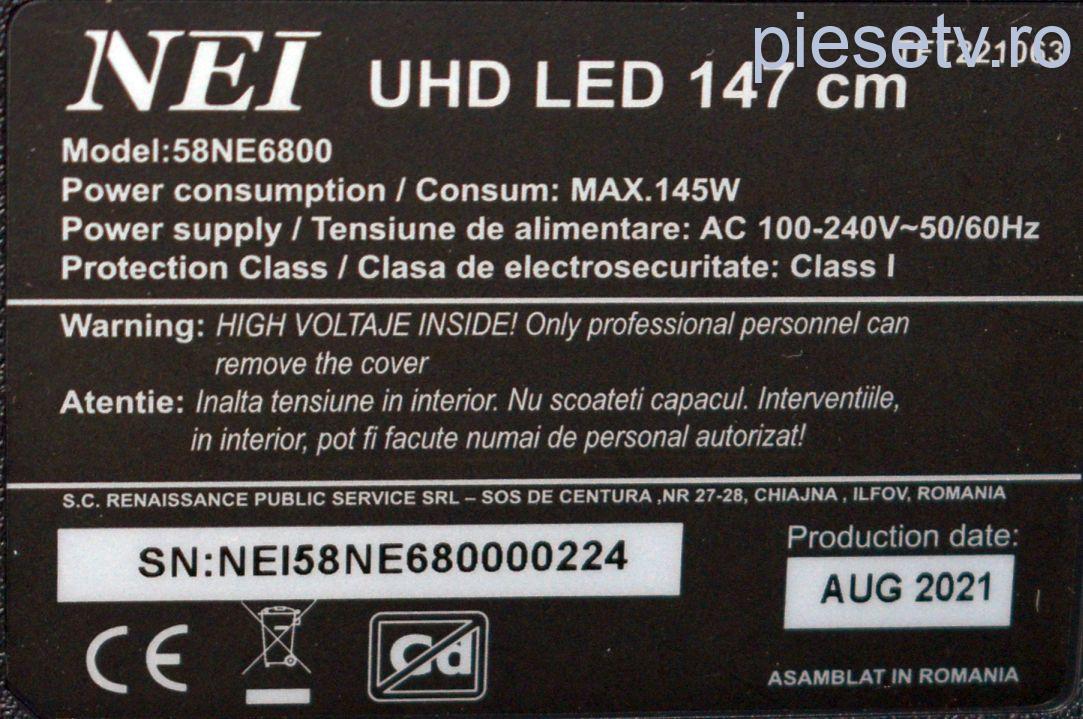 NEI UHD LED 147 cm
piesetv.ro
Model:58NE6800
Power consumption / Consum: MAX.145W
Power supply / Tensiune de alimentare: AC 100-240V~50/60Hz
Protection Class / Clasa de electrosecuritate: Class I
Warning: HIGH VOLTAJE INSIDE! Only professional personnel can
remove the cover
Atentie: Inalta tensiune in interior. Nu scoateti capacul. Interventiile,
in interior, pot fi facute numai de personal autorizat!
S.C. RENAISSANCE PUBLIC SERVICE SRL – SOS DE CENTURA ,NR 27-28, CHIAJNA , ILFOV, ROMANIA
SN:NEI58NE680000224
Production date:
AUG 2021
CE
Cd
ASAMBLAT IN ROMANIA